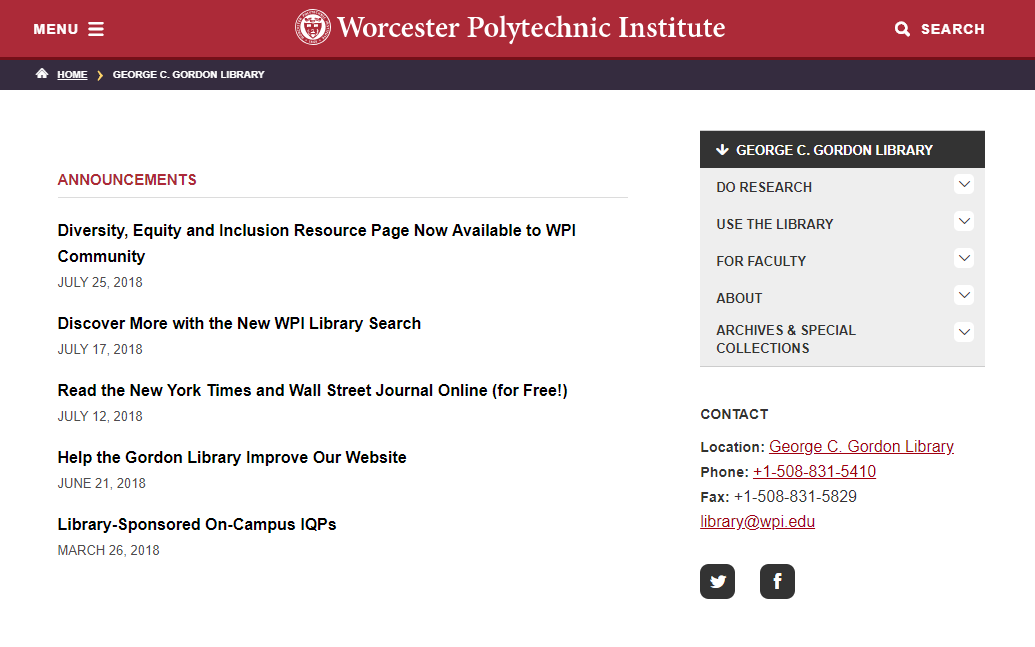 MENU
Worcester Polytechnic Institute
SEARCH
HOME
GEORGE C. GORDON LIBRARY
ANNOUNCEMENTS
Diversity, Equity and Inclusion Resource Page Now Available to WPI
Community
JULY 25, 2018
Discover More with the New WPI Library Search
JULY 17, 2018
Read the New York Times and Wall Street Journal Online (for Free!)
JULY 12, 2018
Help the Gordon Library Improve Our Website
JUNE 21, 2018
Library-Sponsored On-Campus IQPs
MARCH 26, 2018
GEORGE C. GORDON LIBRARY
DO RESEARCH
USE THE LIBRARY
FOR FACULTY
ABOUT
ARCHIVES & SPECIAL
COLLECTIONS
CONTACT
Location: George C. Gordon Library
Phone: +1-508-831-5410
Fax: +1-508-831-5829
library@wpi.edu